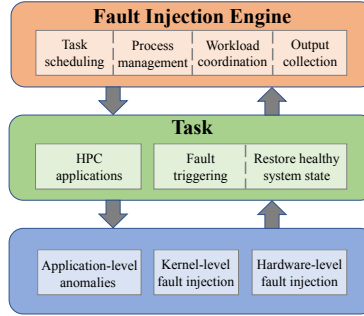 Fault Injection Engine
Task Process Workload Output
scheduling management coordination collection
Task
HPC Fault Restore healthy
applications triggering system state
Application-level Kernel-level Hardware-level
anomalies fault injection fault injection